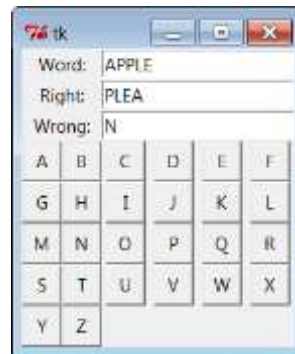 tk
Word: APPLE
Right: PLEA
Wrong: N
A B C D E F
G H I J K L
M N O P Q R
S T U V W X
Y Z